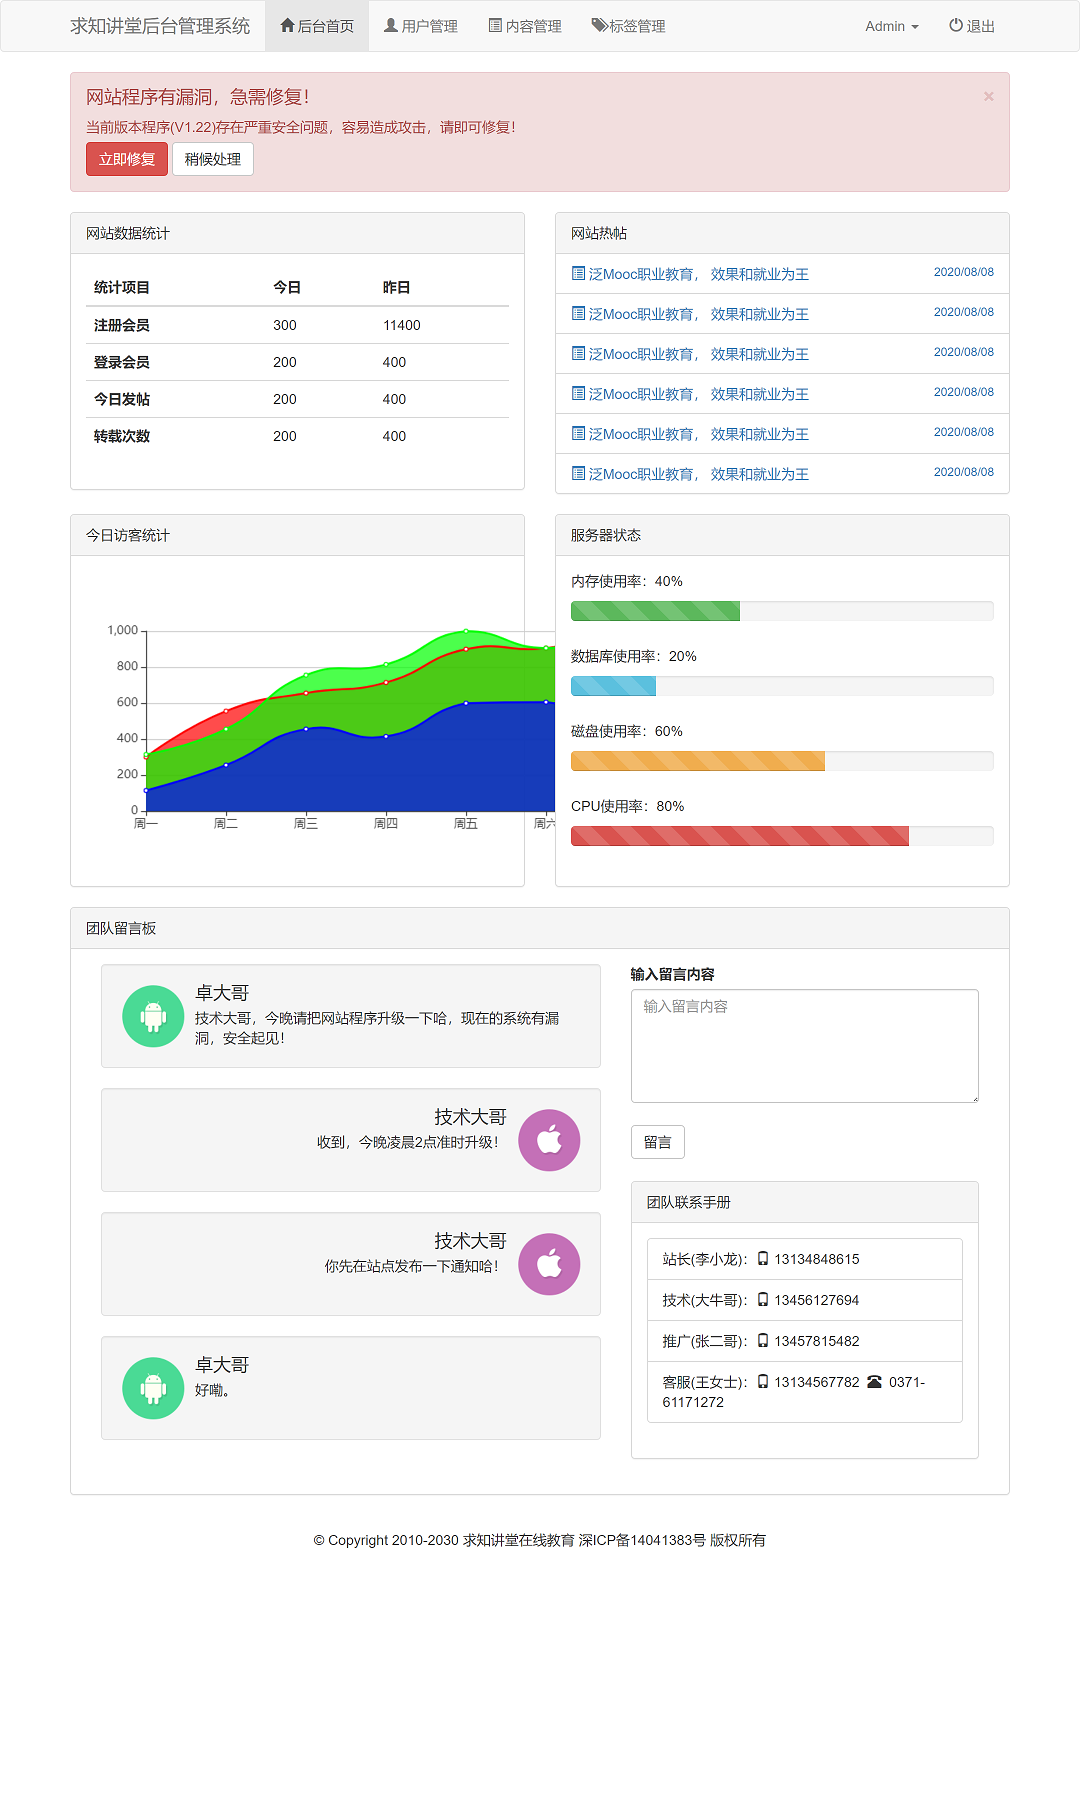 求知讲堂后台管理系统 后台首页 用户管理 内容管理 标签管理 Admin 退出
网站程序有漏洞，急需修复！ ×
当前版本程序(V1.22)存在严重安全问题，容易造成攻击，请即可修复！
立即修复 稍候处理
网站数据统计
统计项目 今日 昨日
注册会员 300 11400
登录会员 200 400
今日发帖 200 400
转载次数 200 400
网站热帖
泛Mooc职业教育， 效果和就业为王 2020/08/08
泛Mooc职业教育， 效果和就业为王 2020/08/08
泛Mooc职业教育， 效果和就业为王 2020/08/08
泛Mooc职业教育， 效果和就业为王 2020/08/08
泛Mooc职业教育， 效果和就业为王 2020/08/08
泛Mooc职业教育， 效果和就业为王 2020/08/08
今日访客统计
1,000
800
600
400
200
0
周一 周二 周三 周四 周五 周六
服务器状态
内存使用率：40%
数据库使用率：20%
磁盘使用率：60%
CPU使用率：80%
团队留言板
卓大哥
技术大哥，今晚请把网站程序升级一下哈，现在的系统有漏
洞，安全起见！
技术大哥
收到，今晚凌晨2点准时升级！
技术大哥
你先在站点发布一下通知哈！
卓大哥
好嘞。
输入留言内容
输入留言内容
留言
团队联系手册
站长(李小龙)： 13134848615
技术(大牛哥)： 13456127694
推广(张二哥)： 13457815482
客服(王女士)： 13134567782 0371-
61171272
© Copyright 2010-2030 求知讲堂在线教育 深ICP备14041383号 版权所有